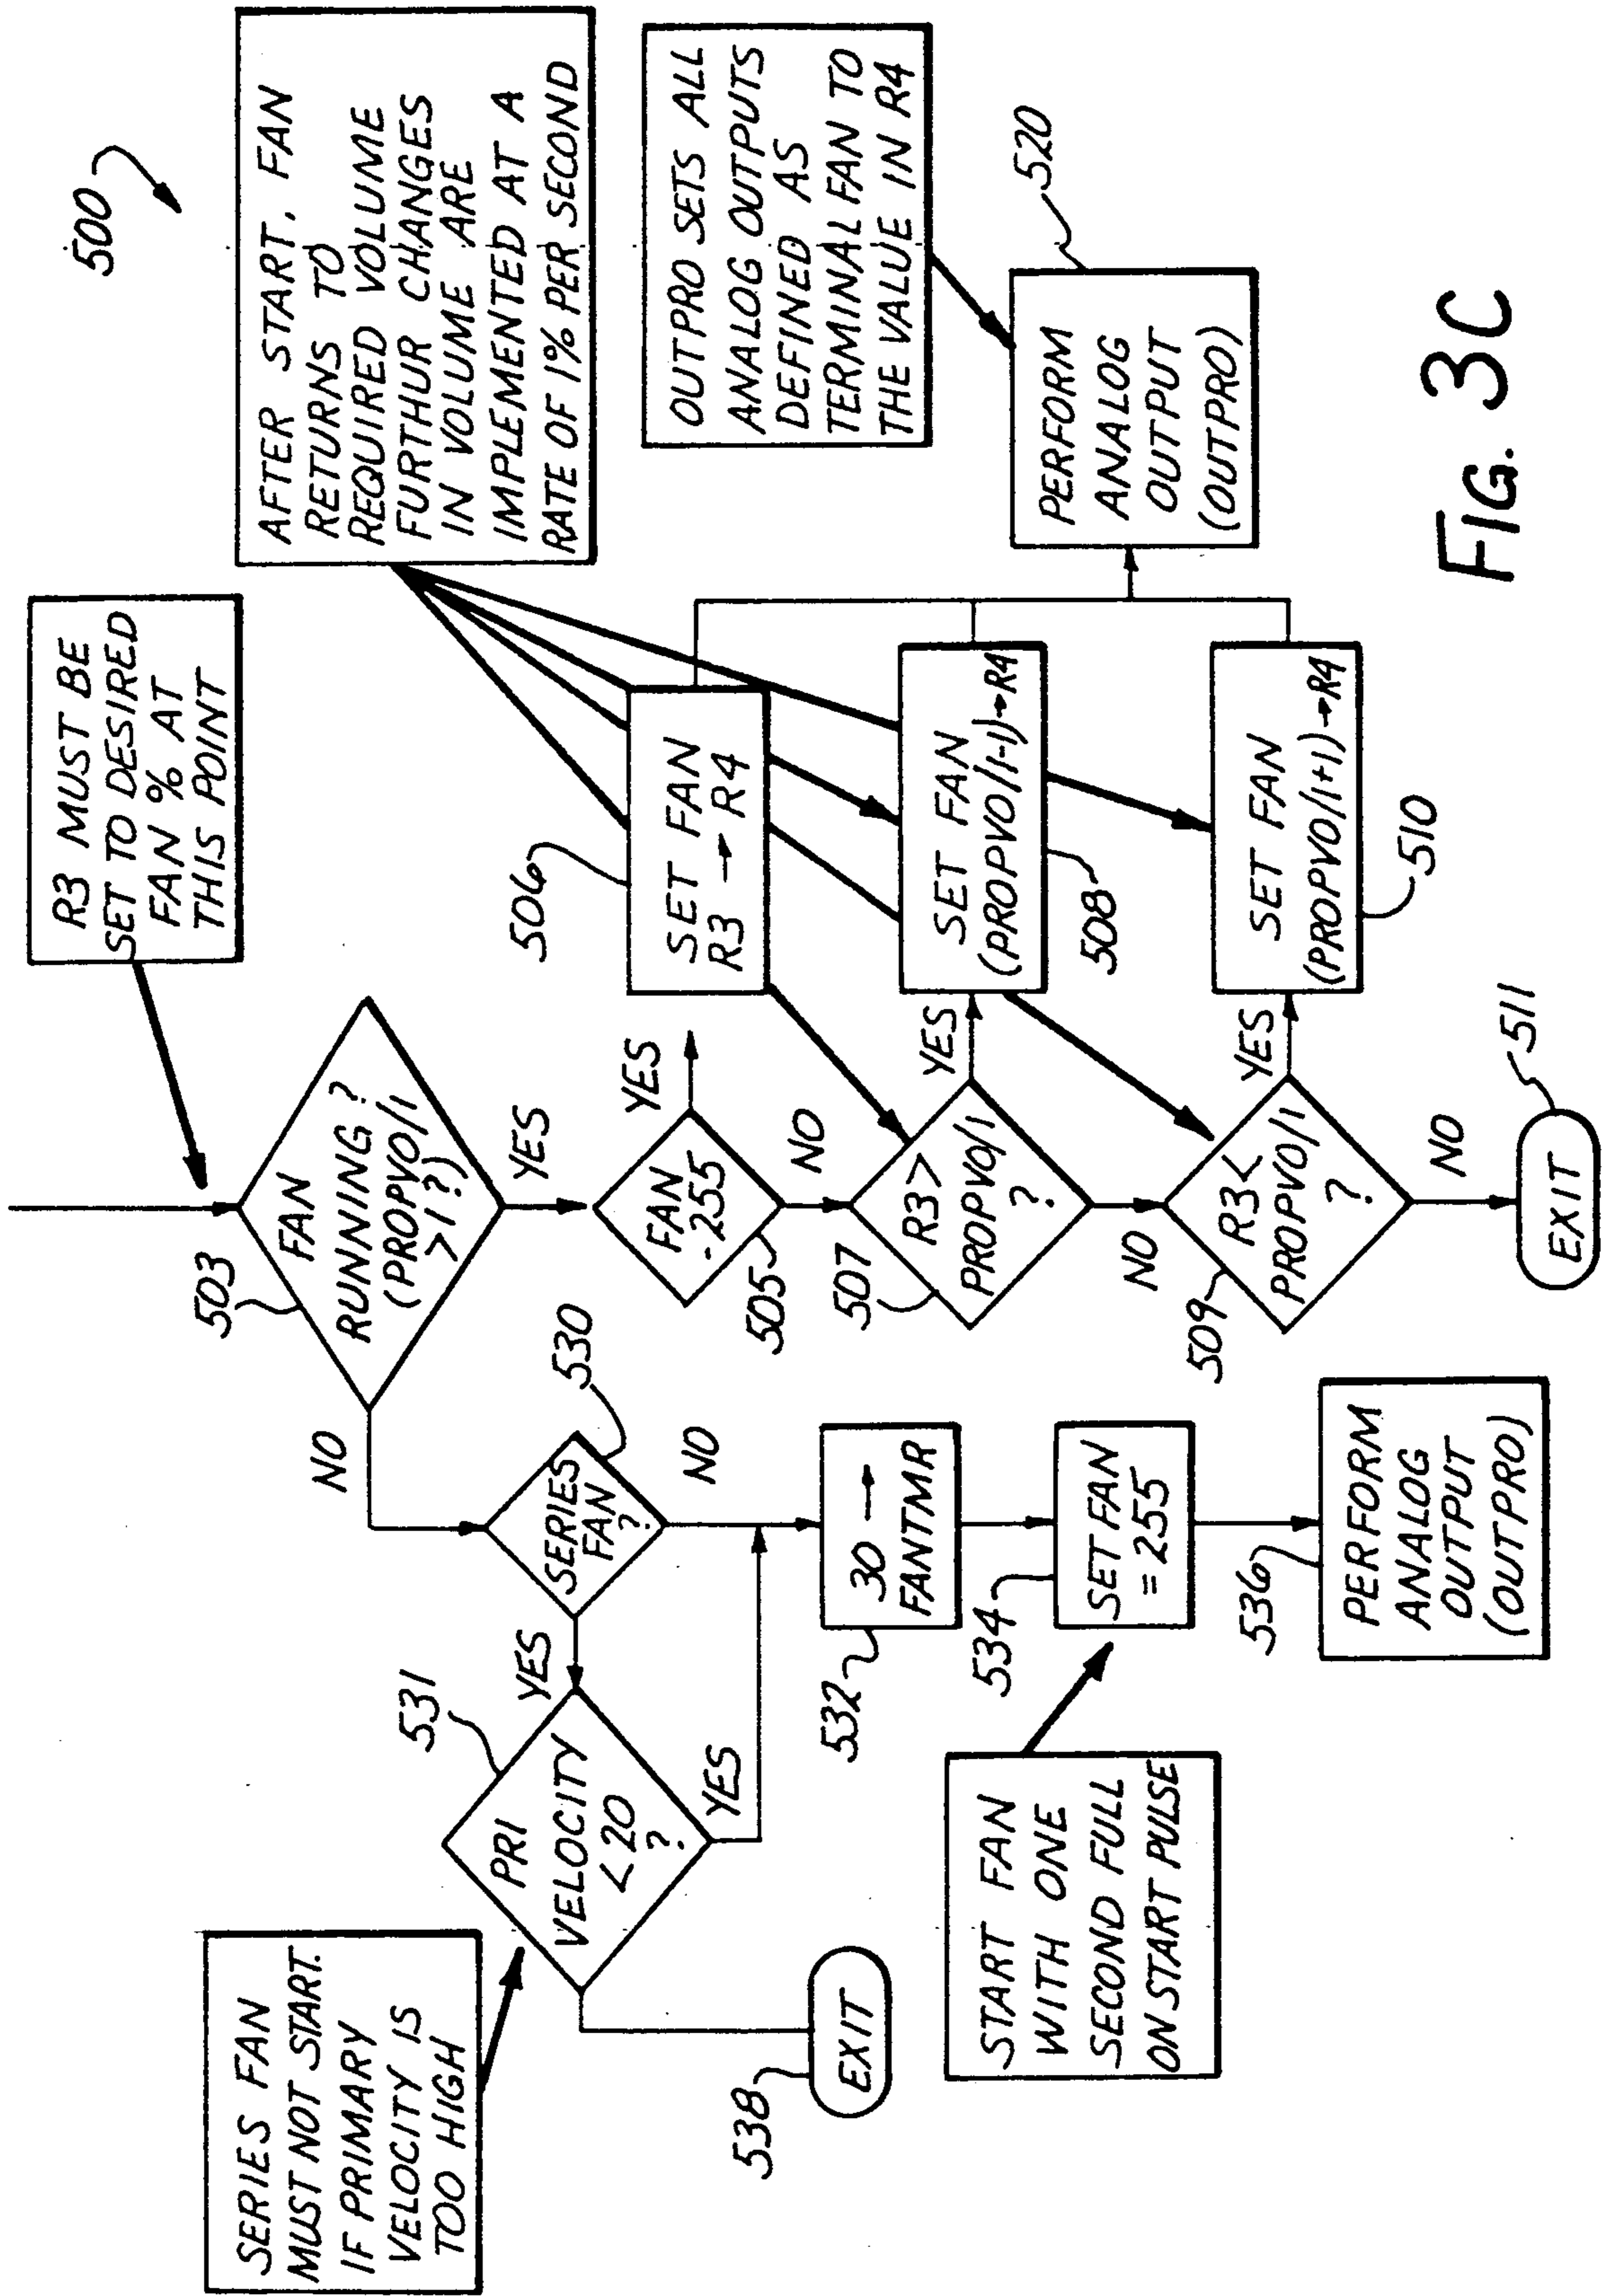 500
R3 MUST BE
SET TO DESIRED
FAN % AT
THIS POINT
AFTER START, FAN
RETURNS TO
REQUIRED VOLUME
FURTHUR CHANGES
IN VOLUME ARE
IMPLEMENTED AT A
RATE OF 1% PER SECOND
OUTPRO SETS ALL
ANALOG OUTPUTS
DEFINED AS
TERMINAL FAN TO
THE VALUE IN R4
503
FAN
RUNNING ?
(PROPVO/1
>1 ?)
NO
YES
530
SERIES
FAN
?
YES
NO
531
PRI
VELOCITY
<20
?
YES
SERIES FAN
MUST NOT START.
IF PRIMARY
VELOCITY IS
TOO HIGH
538
EXIT
532
30 →
FANTMR
534
SET FAN
= 255
START FAN
WITH ONE
SECOND FULL
ON START PULSE
536
PERFORM
ANALOG
OUTPUT
(OUTPRO)
505
FAN
-255
YES
NO
506
SET FAN
R3 → R4
507
R3 >
PROPVO/1
?
YES
NO
508
SET FAN
(PROPVO/1-1)→R4
509
R3 <
PROPVO/1
?
YES
NO
510
SET FAN
(PROPVO/1+1)→R4
511
EXIT
520
PERFORM
ANALOG
OUTPUT
(OUTPRO)
FIG. 3C